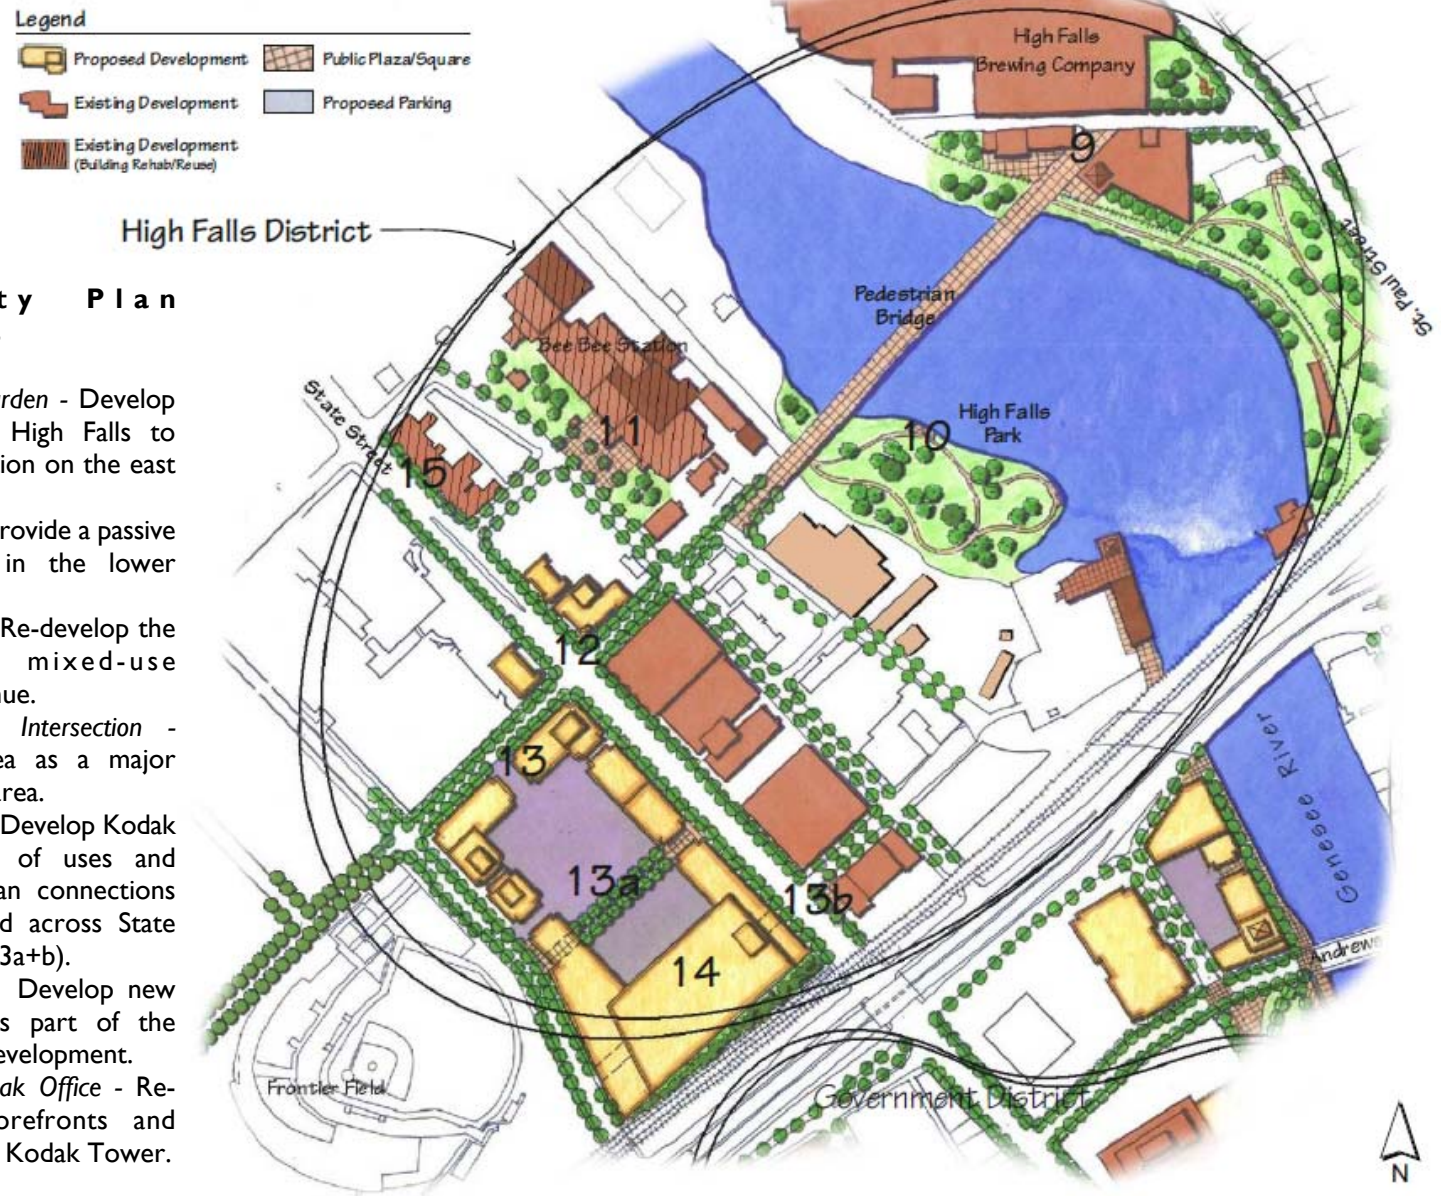 Legend
Proposed Development
Public Plaza/Square
Existing Development
Proposed Parking
Existing Development
(Building Rehab/Reuse)
High Falls District
ty Plan
rden - Develop
High Falls to
tion on the east
rovide a passive
in the lower
Re-develop the
mixed-use
nue.
Intersection -
ea as a major
area.
Develop Kodak
of uses and
an connections
d across State
3a+b).
Develop new
s part of the
evelopment.
ak Office - Re-
orefronts and
Kodak Tower.
High Falls
Brewing Company
9
St. Paul Street
Pedestrian
Bridge
Bee Bee Station
State Street
High Falls
Park
10
11
15
12
13
13a
13b
14
Genesee River
Andrews
Frontier Field
Government District
N